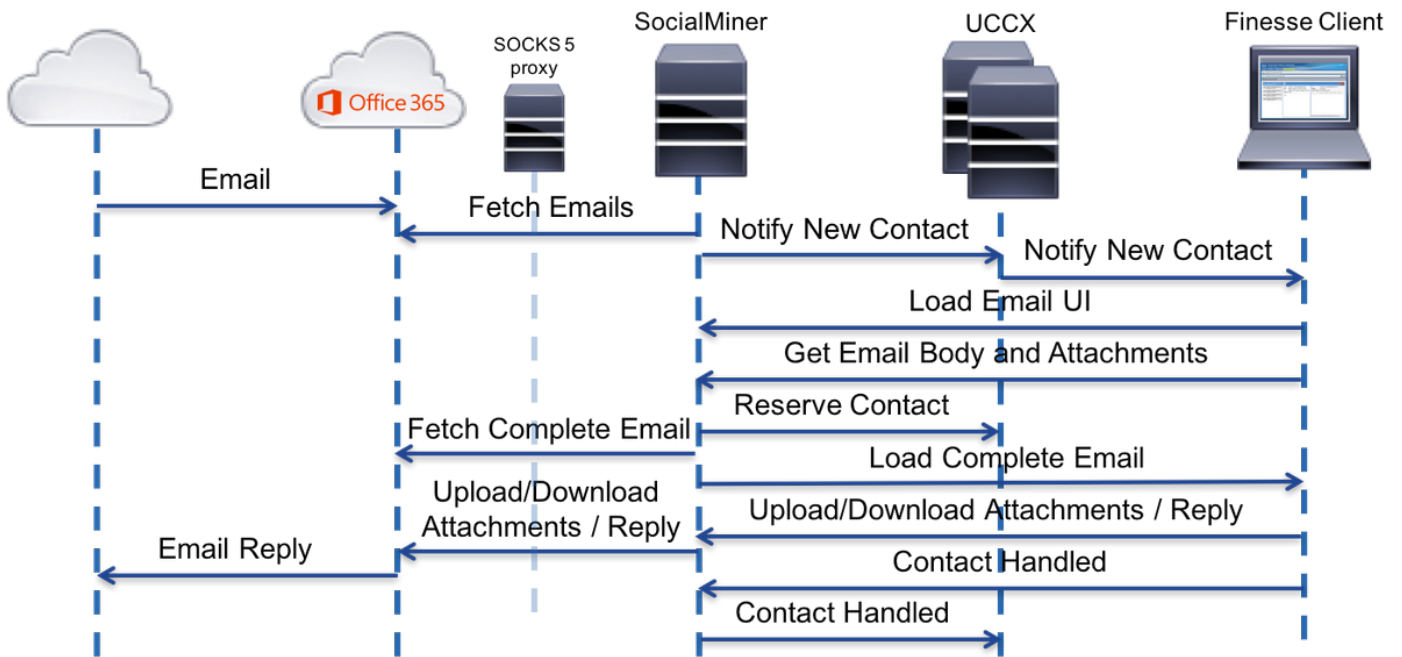 SocialMiner
UCCX
Finesse Client
SOCKS 5
proxy
Office 365
Email
Fetch Emails
Notify New Contact
Notify New Contact
Load Email UI
Get Email Body and Attachments
Reserve Contact
Fetch Complete Email
Load Complete Email
Upload/Download
Attachments / Reply
Upload/Download Attachments / Reply
Email Reply
Contact Handled
Contact Handled